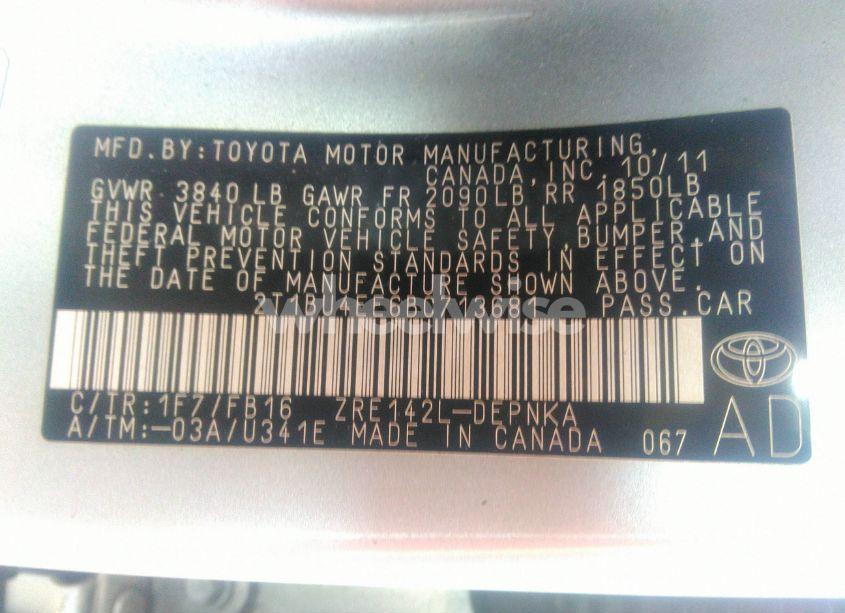 MFD.BY:TOYOTA MOTOR MANUFACTURING,
CANADA, INC. 10/11
GVWR 3840 LB GAWR FR 2090LB RR 1850LB
THIS VEHICLE CONFORMS TO ALL APPLICABLE
FEDERAL MOTOR VEHICLE SAFETY,BUMPER,AND
THEFT PREVENTION STANDARDS IN EFFECT ON
THE DATE OF MANUFACTURE SHOWN ABOVE.
PASS.CAR
wheelwise
C/TR:1F7/FB16 ZRE142L-DEPNKA
A/TM:-03A/U341E MADE IN CANADA 067 AD